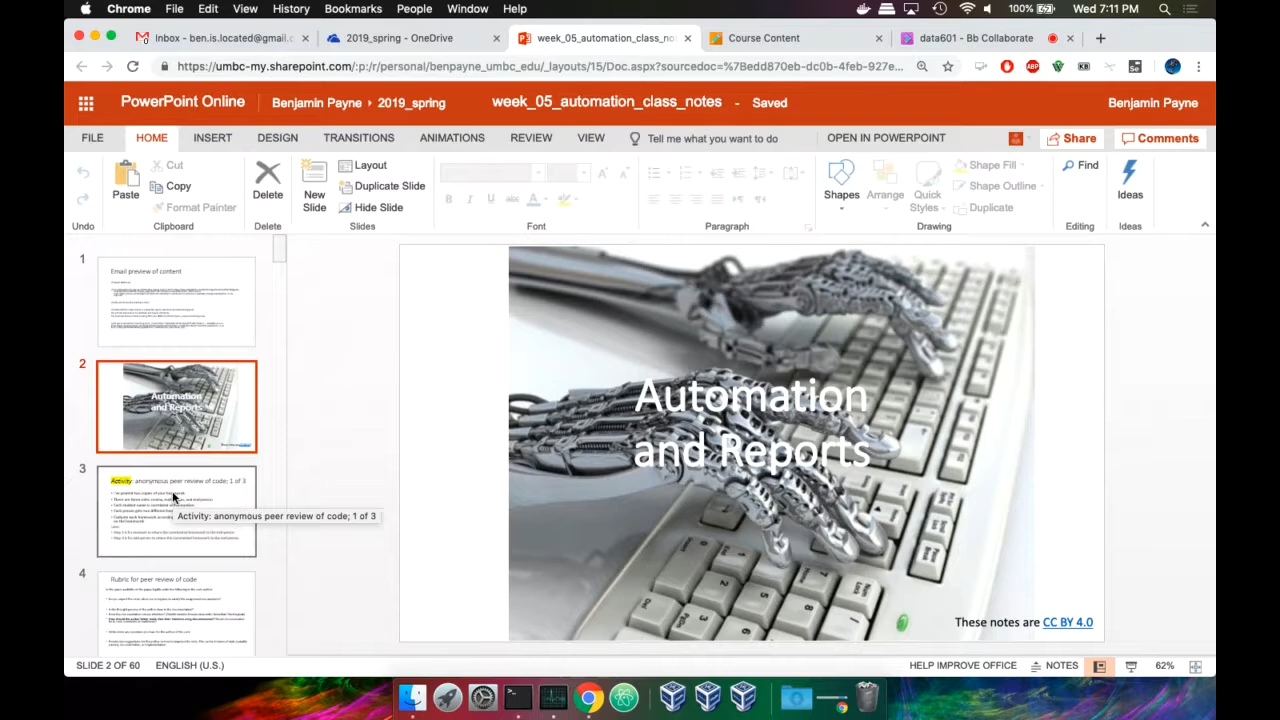 Chrome File Edit View History Bookmarks People Window Help 100% Wed 7:11 PM
Inbox - ben.is.located@gmail.c 2019_spring - OneDrive week_05_automation_class_no Course Content data601 - Bb Collaborate
https://umbc-my.sharepoint.com/:p:/r/personal/benpayne_umbc_edu/_layouts/15/Doc.aspx?sourcedoc=%7Bedd870eb-dc0b-4feb-927e...
PowerPoint Online Benjamin Payne 2019_spring week_05_automation_class_notes - Saved Benjamin Payne
FILE HOME INSERT DESIGN TRANSITIONS ANIMATIONS REVIEW VIEW Tell me what you want to do OPEN IN POWERPOINT Share Comments
Paste Cut Copy Format Painter Delete New Slide Layout Duplicate Slide Hide Slide Shapes Arrange Quick Styles Shape Fill Shape Outline Duplicate Find Ideas
Undo Clipboard Delete Slides Font Paragraph Drawing Editing Ideas
1
Email preview of content
2
Automation
and Reports
3
Activity: anonymous peer review of code; 1 of 3
Activity: anonymous peer review of code; 1 of 3
4
Rubric for peer review of code
Automation
and Reports
These notes are CC BY 4.0
SLIDE 2 OF 60 ENGLISH (U.S.) HELP IMPROVE OFFICE NOTES 62%